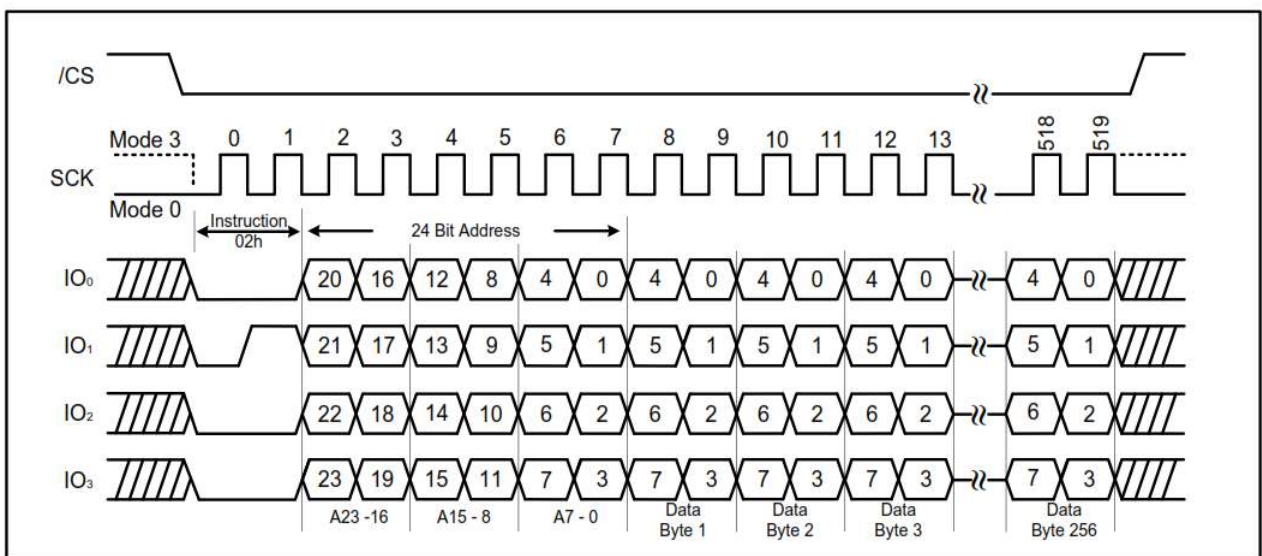 /CS
Mode 3 0 1 2 3 4 5 6 7 8 9 10 11 12 13 518 519
SCK
Mode 0
Instruction
02h
24 Bit Address
IO₀ 20 16 12 8 4 0 4 0 4 0 4 0 4 0
IO₁ 21 17 13 9 5 1 5 1 5 1 5 1 5 1
IO₂ 22 18 14 10 6 2 6 2 6 2 6 2 6 2
IO₃ 23 19 15 11 7 3 7 3 7 3 7 3 7 3
A23 -16 A15 - 8 A7 - 0
Data
Byte 1
Data
Byte 2
Data
Byte 3
Data
Byte 256